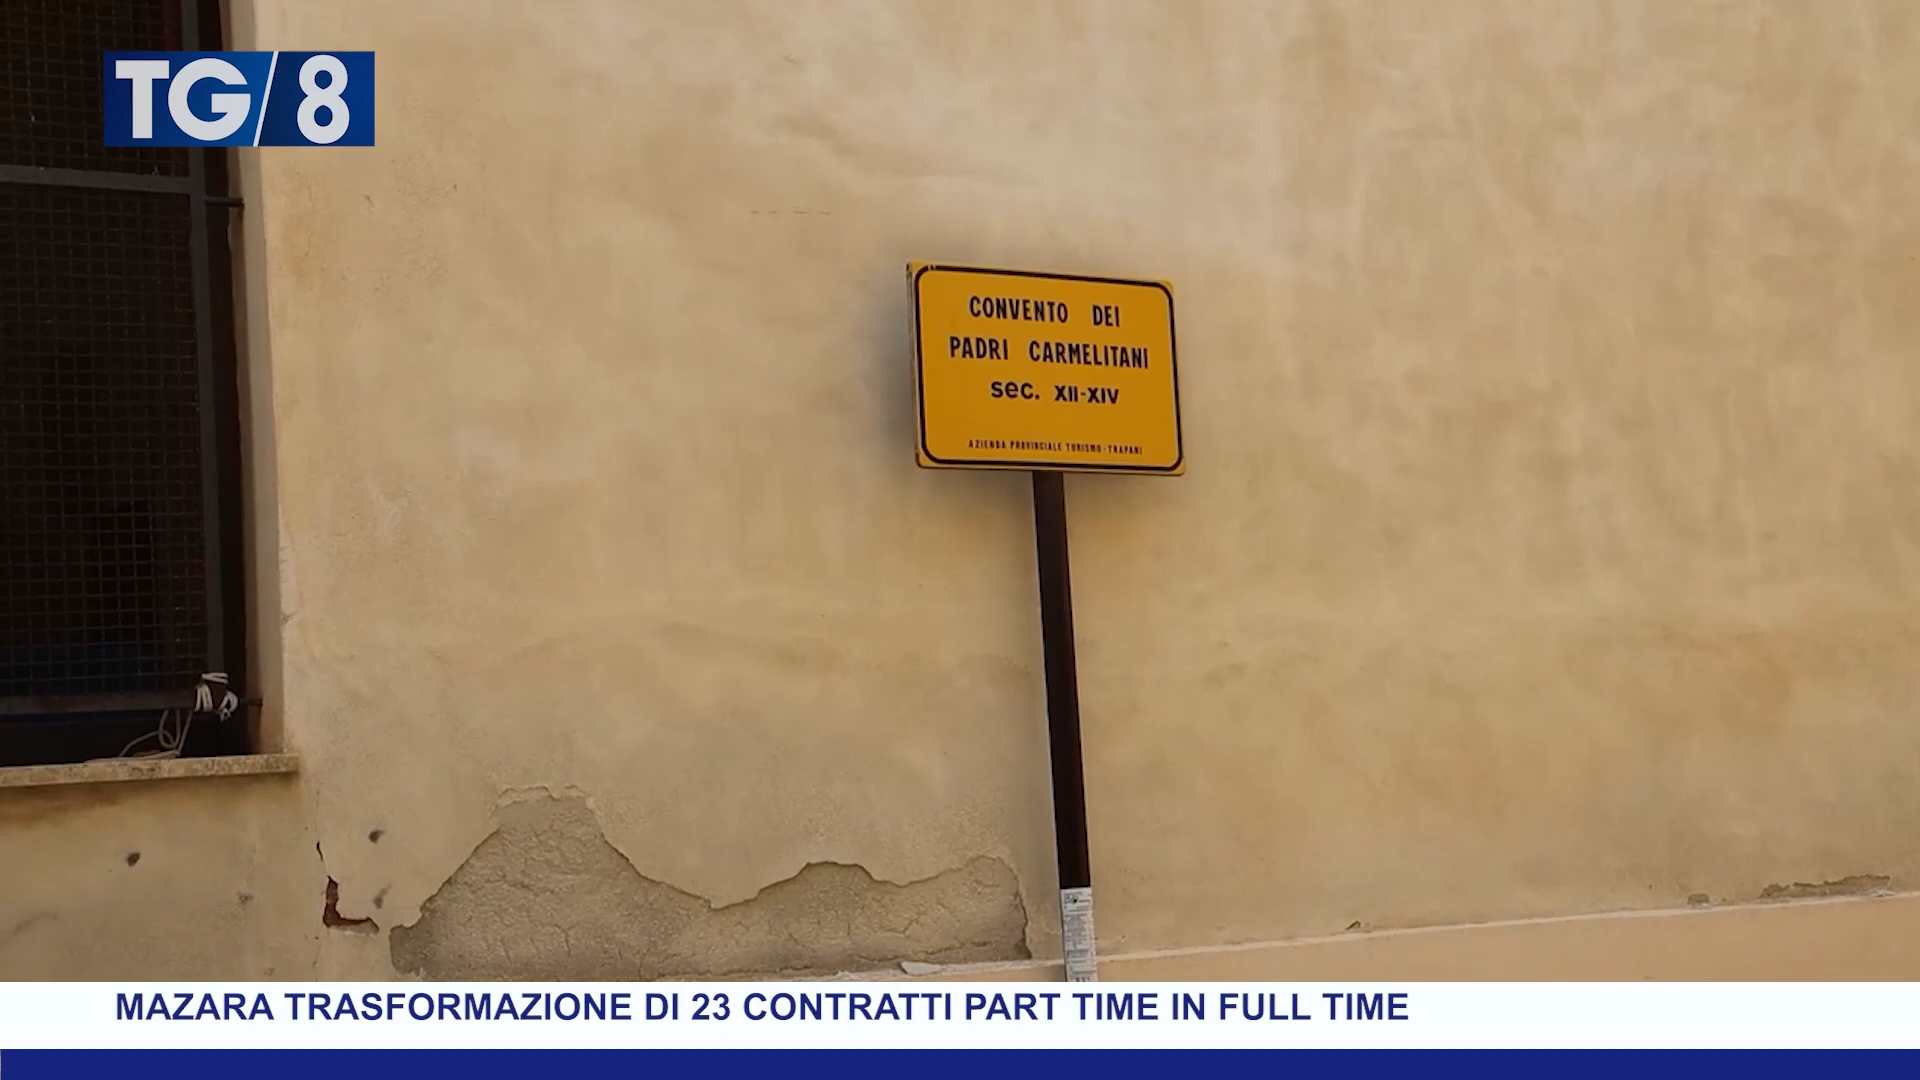 TG/8
CONVENTO DEI
PADRI CARMELITANI
sec. XII-XIV
AZIENDA PROVINCIALE TURISMO - TRAPANI
MAZARA TRASFORMAZIONE DI 23 CONTRATTI PART TIME IN FULL TIME